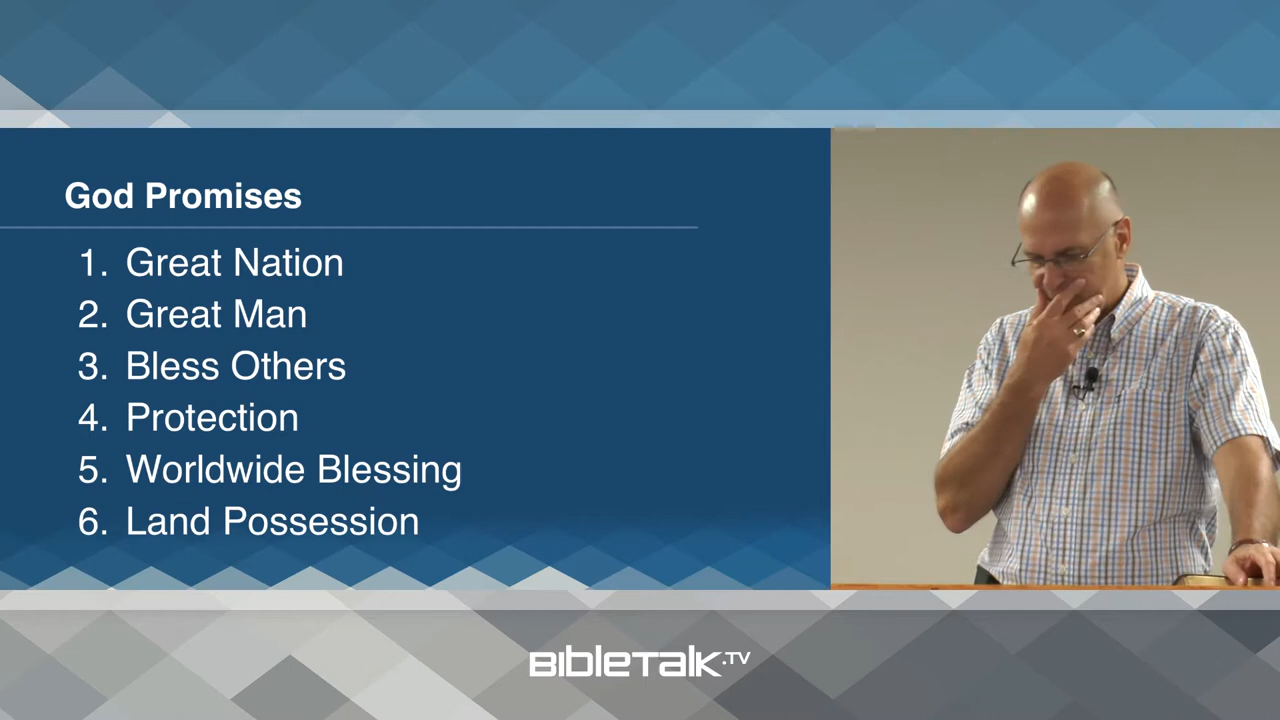 God Promises
1. Great Nation
2. Great Man
3. Bless Others
4. Protection
5. Worldwide Blessing
6. Land Possession
BIBLETALK.TV